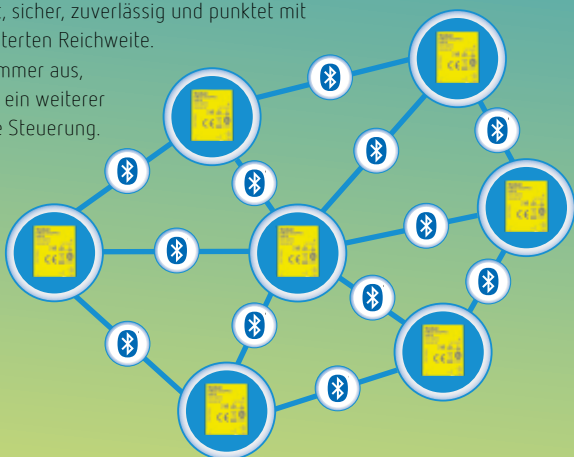 , sicher, zuverlässig und punktet mit
terten Reichweite.
mmer aus,
ein weiterer
e Steuerung.